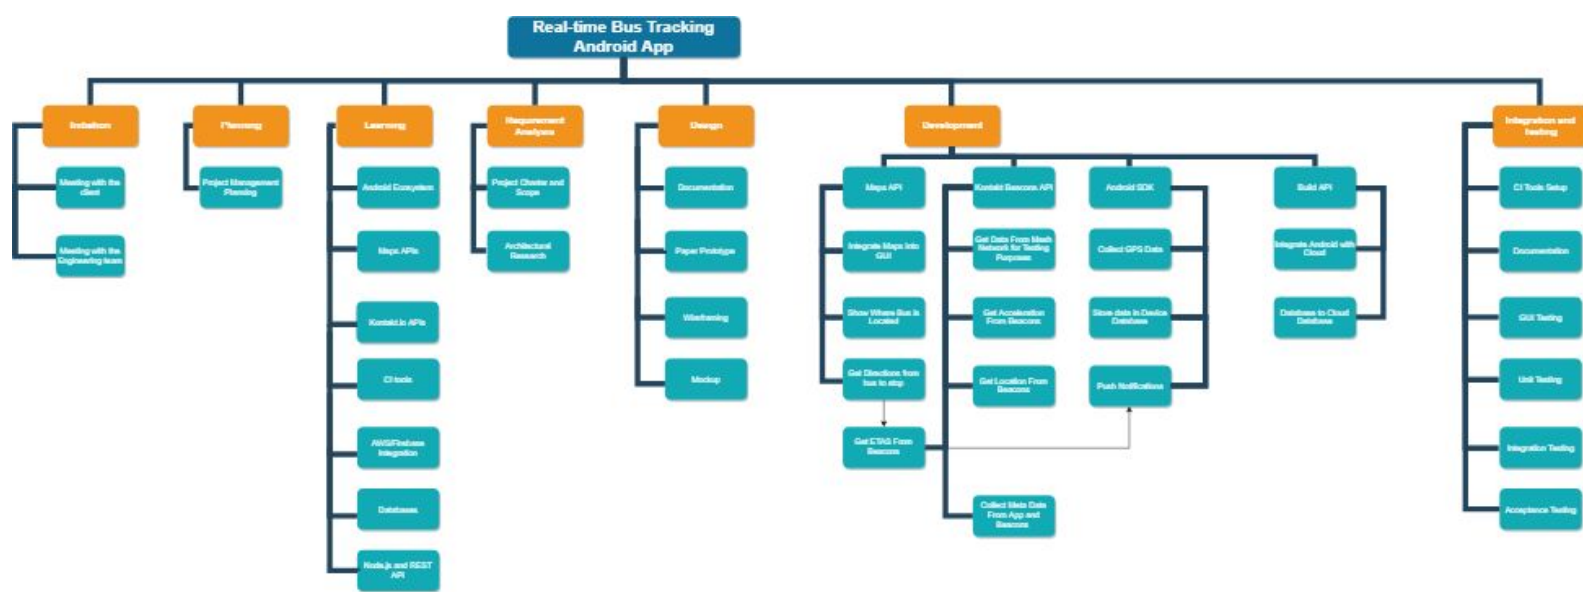 Real-time Bus Tracking
Android App
Initiation
Planning
Learning
Requirement
Analysis
Design
Development
Integration and
testing
Meeting with the
client
Meeting with the
Engineering team
Project Management
Planning
Android Ecosystem
Maps APIs
Kontakt.io APIs
CI tools
AWS/Firebase
Integration
Databases
Node.js and REST
API
Project Charter and
Scope
Architectural
Research
Documentation
Paper Prototype
Wireframing
Mockup
Maps API
Integrate Maps into
GUI
Show Where Bus is
Located
Get Directions from
bus to stop
Get ETAS From
Beacons
Kontakt Beacons API
Get Data From Mesh
Network for Testing
Purposes
Get Acceleration
From Beacons
Get Location From
Beacons
Collect Meta Data
From App and
Beacons
Android SDK
Collect GPS Data
Store data in Device
Database
Push Notifications
Build API
Integrate Android with
Cloud
Database to Cloud
Database
CI Tools Setup
Documentation
GUI Testing
Unit Testing
Integration Testing
Acceptance Testing